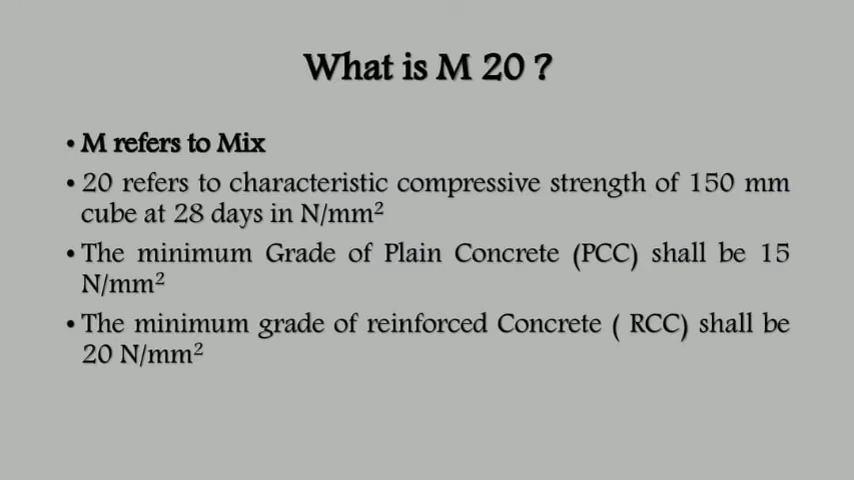 What is M 20 ?
• M refers to Mix
• 20 refers to characteristic compressive strength of 150 mm
cube at 28 days in N/mm²
• The minimum Grade of Plain Concrete (PCC) shall be 15
N/mm²
• The minimum grade of reinforced Concrete ( RCC) shall be
20 N/mm²